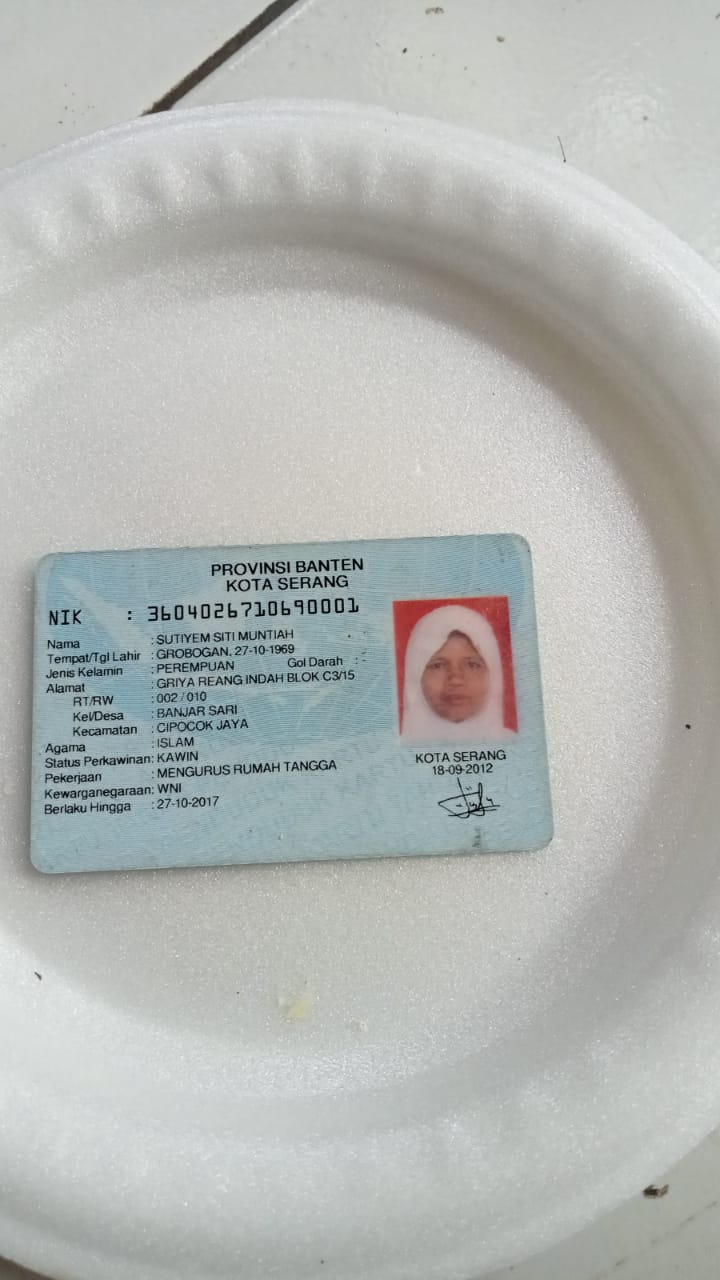 PROVINSI BANTEN
KOTA SERANG
NIK : 3604026710690001
Nama : SUTIYEM SITI MUNTIAH
Tempat/Tgl Lahir : GROBOGAN, 27-10-1969
Jenis Kelamin : PEREMPUAN Gol Darah : -
Alamat : GRIYA REANG INDAH BLOK C3/15
RT/RW : 002 / 010
Kel/Desa : BANJAR SARI
Kecamatan : CIPOCOK JAYA
Agama : ISLAM
Status Perkawinan: KAWIN
Pekerjaan : MENGURUS RUMAH TANGGA
Kewarganegaraan: WNI
Berlaku Hingga : 27-10-2017
KOTA SERANG
18-09-2012